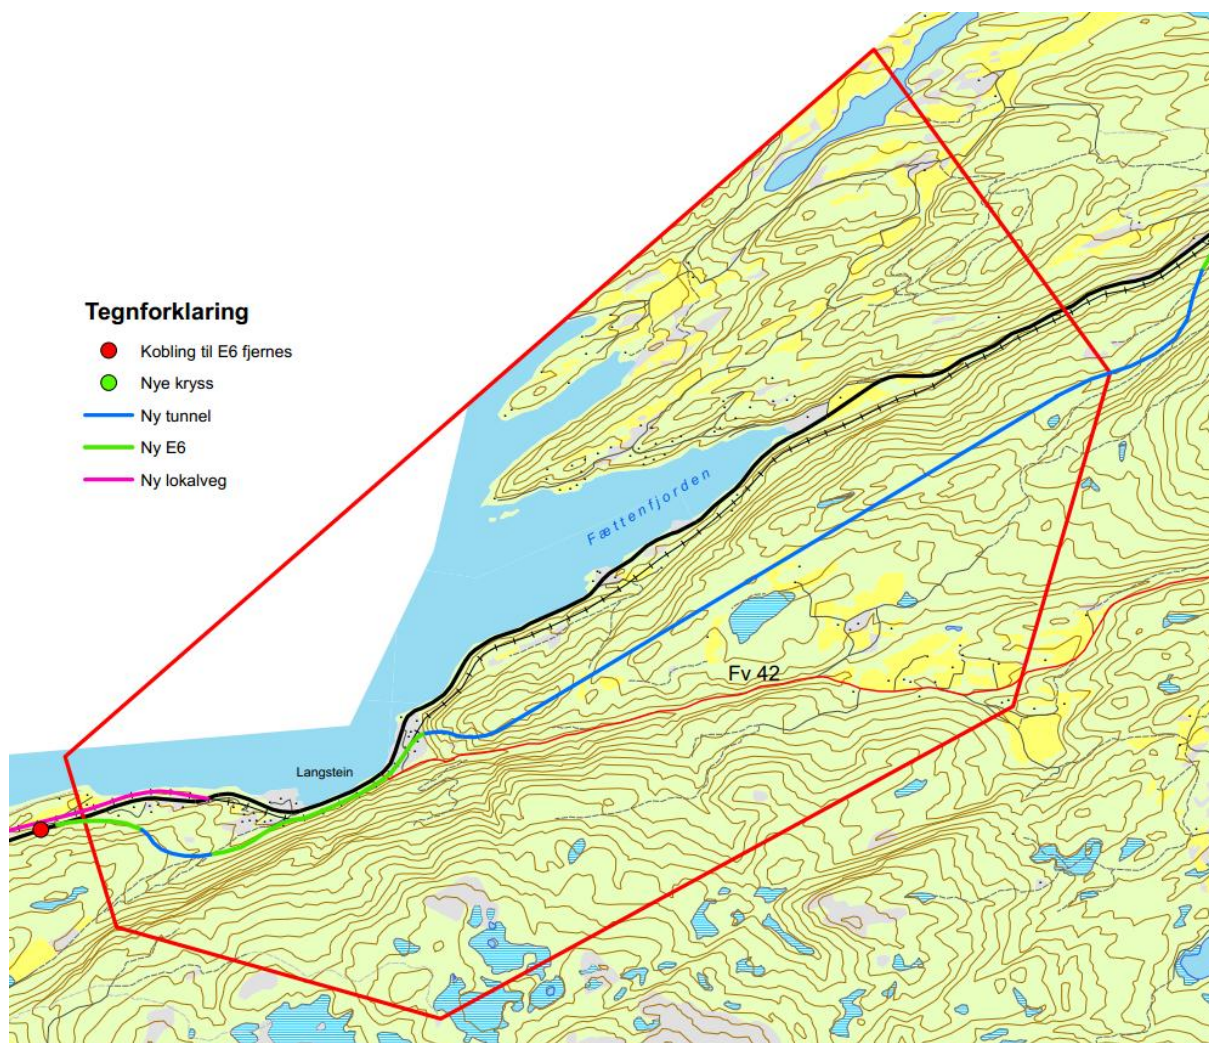 Tegnforklaring
Kobling til E6 fjernes
Nye kryss
Ny tunnel
Ny E6
Ny lokalveg
Fættenfjorden
Fv 42
Langstein